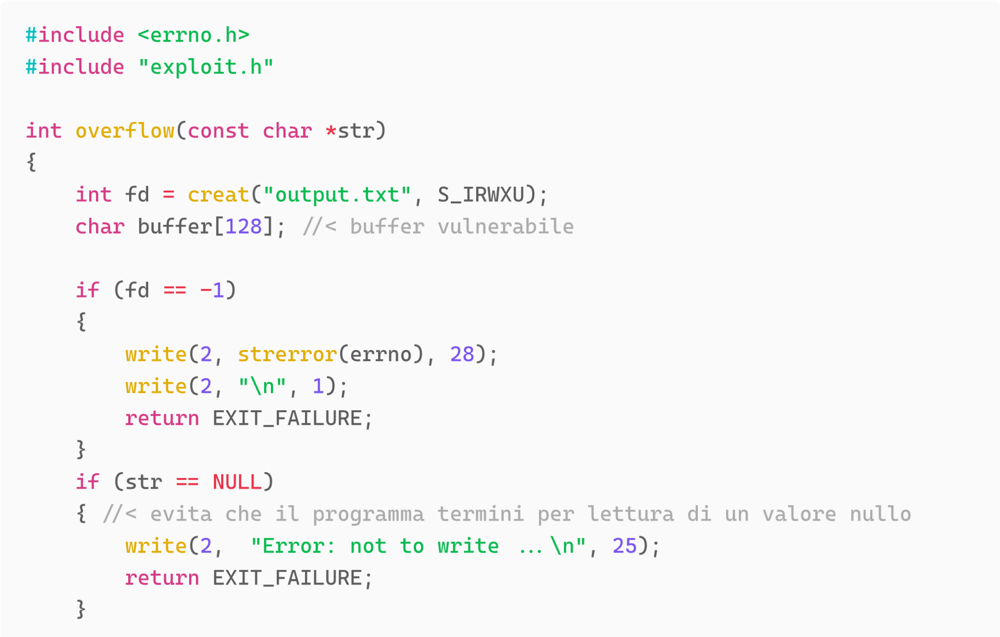 #include <errno.h>
#include "exploit.h"

int overflow(const char *str)
{
    int fd = creat("output.txt", S_IRWXU);
    char buffer[128]; //< buffer vulnerabile

    if (fd == -1)
    {
        write(2, strerror(errno), 28);
        write(2, "\n", 1);
        return EXIT_FAILURE;
    }
    if (str == NULL)
    { //< evita che il programma termini per lettura di un valore nullo
        write(2,  "Error: not to write ...\n", 25);
        return EXIT_FAILURE;
    }